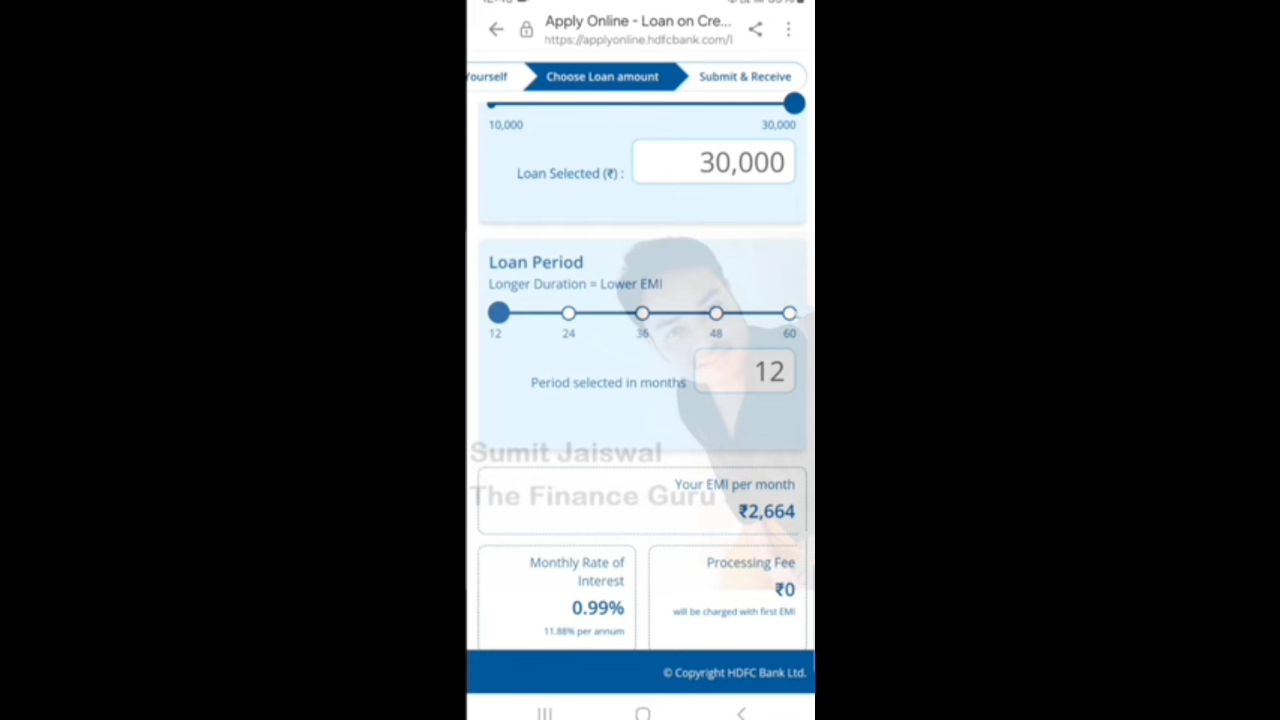 Apply Online - Loan on Cre...
https://applyonline.hdfcbank.com/l
Yourself
Choose Loan amount
Submit & Receive
10,000
30,000
Loan Selected (₹) :
30,000
Loan Period
Longer Duration = Lower EMI
12
24
36
48
60
Period selected in months
12
Sumit Jaiswal
The Finance Guru
Your EMI per month
₹2,664
Monthly Rate of
Interest
0.99%
11.88% per annum
Processing Fee
₹0
will be charged with first EMI
© Copyright HDFC Bank Ltd.